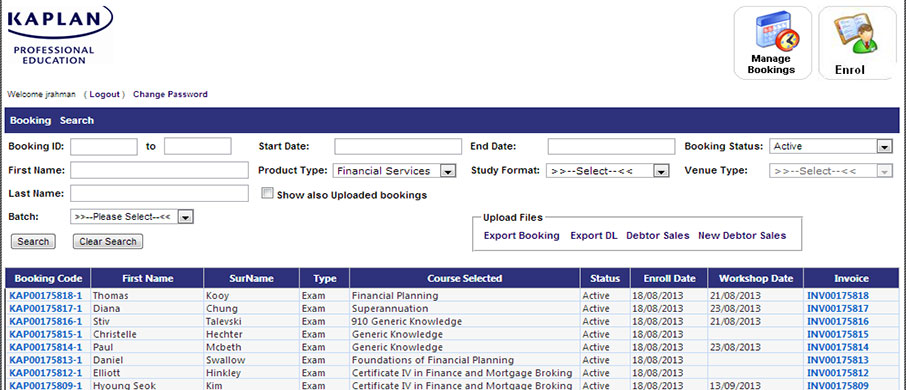 KAPLAN
PROFESSIONAL
EDUCATION
Manage
Bookings
Enrol
Welcome jrahman ( Logout ) Change Password
Booking Search
Booking ID: to Start Date: End Date: Booking Status: Active
First Name: Product Type: Financial Services Study Format: >>--Select--<< Venue Type: >>--Select--<<
Last Name: Show also Uploaded bookings
Batch: >>--Please Select--<<
Upload Files
Export Booking Export DL Debtor Sales New Debtor Sales
Search Clear Search
Booking Code First Name SurName Type Course Selected Status Enroll Date Workshop Date Invoice
KAP00175818-1 Thomas Kooy Exam Financial Planning Active 18/08/2013 21/08/2013 INV00175818
KAP00175817-1 Diana Chung Exam Superannuation Active 18/08/2013 23/08/2013 INV00175817
KAP00175816-1 Stiv Talevski Exam 910 Generic Knowledge Active 18/08/2013 21/08/2013 INV00175816
KAP00175815-1 Christelle Hechter Exam Generic Knowledge Active 18/08/2013 INV00175815
KAP00175814-1 Paul Mcbeth Exam Generic Knowledge Active 18/08/2013 23/08/2013 INV00175814
KAP00175813-1 Daniel Swallow Exam Foundations of Financial Planning Active 18/08/2013 INV00175813
KAP00175812-1 Elliott Hinkley Exam Certificate IV in Finance and Mortgage Broking Active 18/08/2013 INV00175812
KAP00175809-1 Hyoung Seok Kim Exam Certificate IV in Finance and Mortgage Broking Active 18/08/2013 13/09/2013 INV00175809